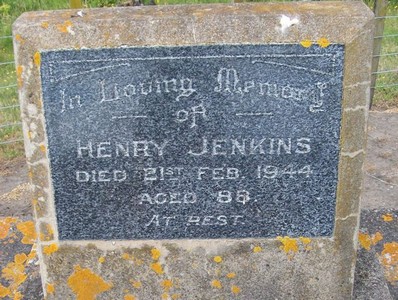 In Loving Memory
OF
HENRY JENKINS
DIED 21ST FEB. 1944
AGED 88.
AT REST